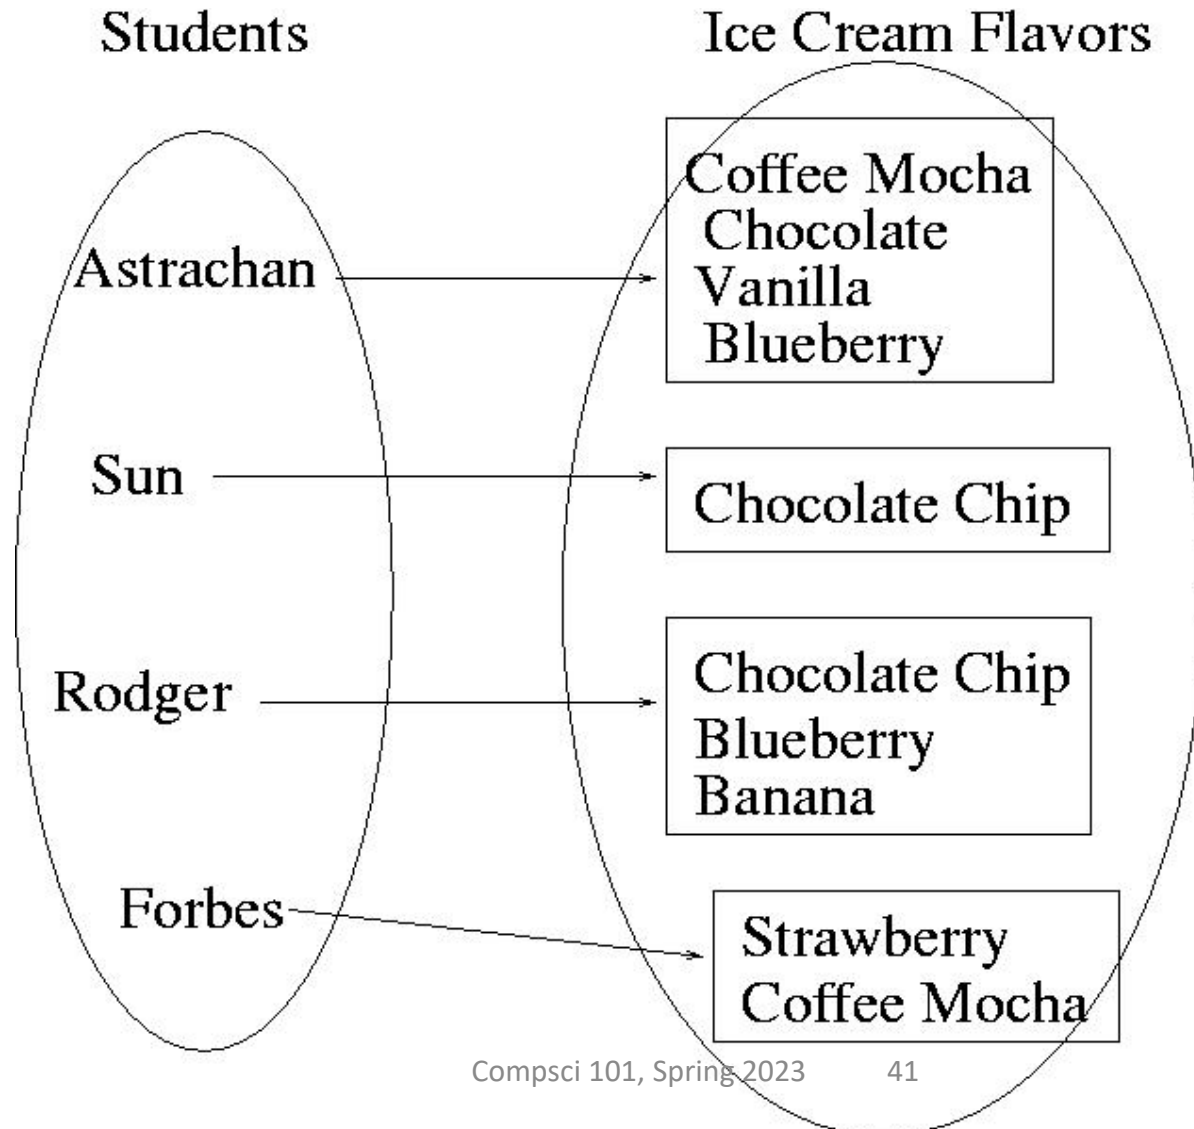 Students
Ice Cream Flavors
Astrachan
Coffee Mocha
Chocolate
Vanilla
Blueberry
Sun
Chocolate Chip
Rodger
Chocolate Chip
Blueberry
Banana
Forbes
Strawberry
Coffee Mocha
Compsci 101, Spring 2023
41